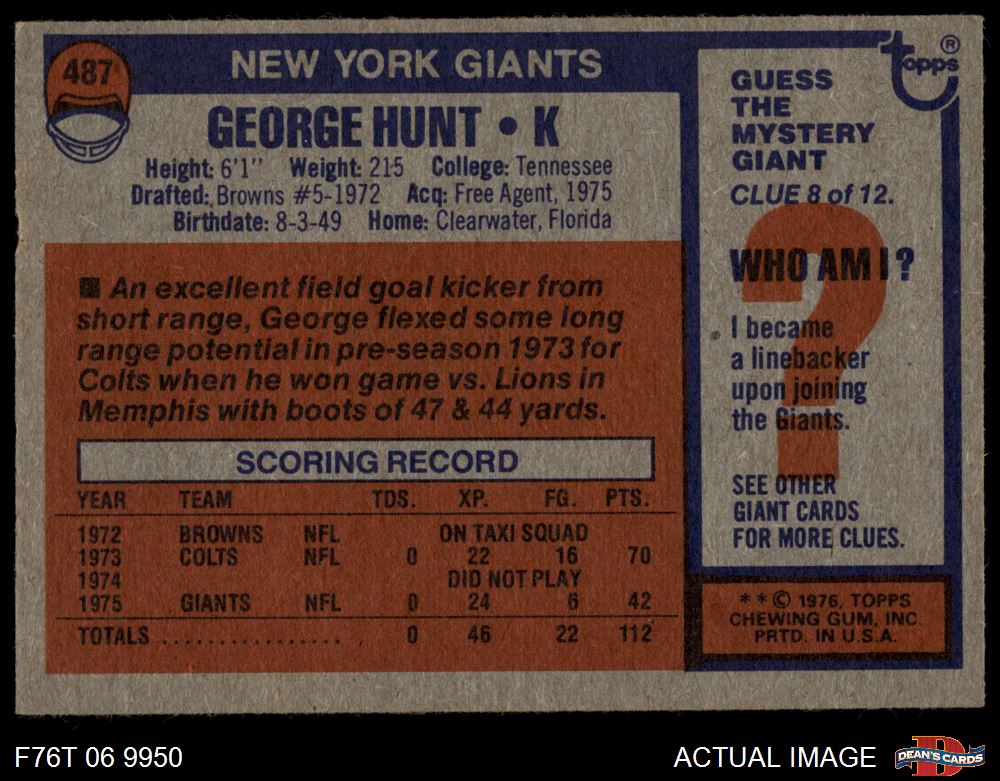 487
NEW YORK GIANTS
GEORGE HUNT • K
Height: 6'1'' Weight: 215 College: Tennessee
Drafted: Browns #5-1972 Acq: Free Agent, 1975
Birthdate: 8-3-49 Home: Clearwater, Florida
■ An excellent field goal kicker from
short range, George flexed some long
range potential in pre-season 1973 for
Colts when he won game vs. Lions in
Memphis with boots of 47 & 44 yards.
SCORING RECORD
YEAR TEAM TDS. XP. FG. PTS.
1972 BROWNS NFL ON TAXI SQUAD
1973 COLTS NFL 0 22 16 70
1974 DID NOT PLAY
1975 GIANTS NFL 0 24 6 42
TOTALS .................. 0 46 22 112
topps ®
GUESS
THE
MYSTERY
GIANT
CLUE 8 of 12.
?
WHO AM I?
I became
a linebacker
upon joining
the Giants.
SEE OTHER
GIANT CARDS
FOR MORE CLUES.
* * © 1976, TOPPS
CHEWING GUM, INC.
PRTD. IN U.S.A.
F76T 06 9950
ACTUAL IMAGE
D
DEAN'S CARDS